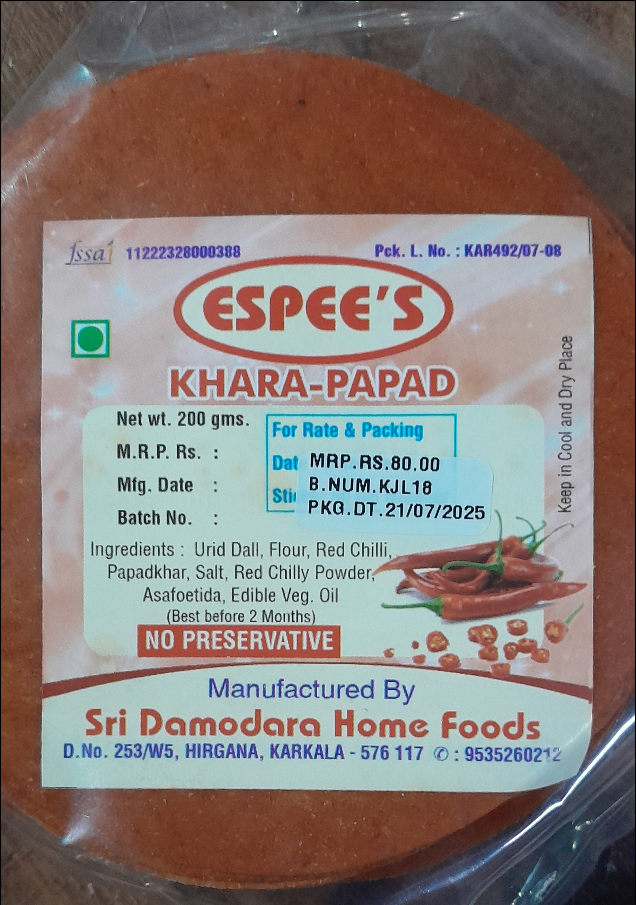 fssai 11222328000388
Pck. L. No. : KAR492/07-08
ESPEE'S
KHARA-PAPAD
Net wt. 200 gms.
M.R.P. Rs. :
Mfg. Date :
Batch No. :
For Rate & Packing
Dat
Sti
MRP.RS.80.00
B.NUM.KJL18
PKG.DT.21/07/2025
Keep in Cool and Dry Place
Ingredients : Urid Dall, Flour, Red Chilli,
Papadkhar, Salt, Red Chilly Powder,
Asafoetida, Edible Veg. Oil
(Best before 2 Months)
NO PRESERVATIVE
Manufactured By
Sri Damodara Home Foods
D.No. 253/W5, HIRGANA, KARKALA - 576 117 ✆ : 9535260212